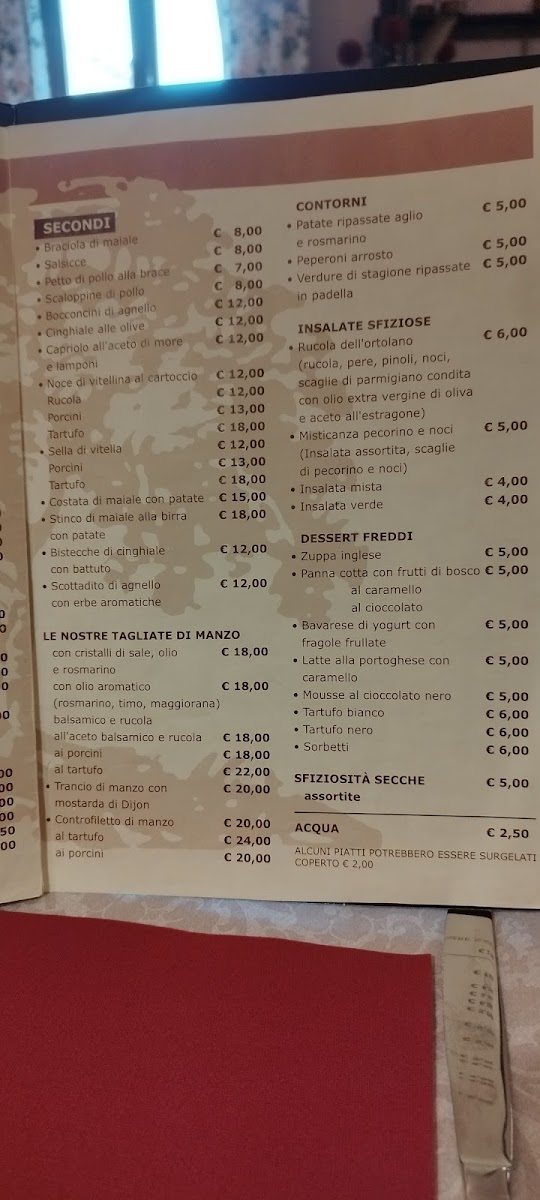 SECONDI
• Braciola di maiale € 8,00
• Salsicce € 8,00
• Petto di pollo alla brace € 7,00
• Scaloppine di pollo € 8,00
• Bocconcini di agnello € 12,00
• Cinghiale alle olive € 12,00
• Capriolo all'aceto di more € 12,00
e lamponi
• Noce di vitellina al cartoccio € 12,00
Rucola € 12,00
Porcini € 13,00
Tartufo € 18,00
• Sella di vitella € 12,00
Porcini € 13,00
Tartufo € 18,00
• Costata di maiale con patate € 15,00
• Stinco di maiale alla birra € 18,00
con patate
• Bistecche di cinghiale € 12,00
con battuto
• Scottadito di agnello € 12,00
con erbe aromatiche
LE NOSTRE TAGLIATE DI MANZO
con cristalli di sale, olio € 18,00
e rosmarino
con olio aromatico € 18,00
(rosmarino, timo, maggiorana)
balsamico e rucola
all'aceto balsamico e rucola € 18,00
ai porcini € 18,00
al tartufo € 22,00
• Trancio di manzo con € 20,00
mostarda di Dijon
• Controfiletto di manzo € 20,00
al tartufo € 24,00
ai porcini € 20,00
CONTORNI
• Patate ripassate aglio € 5,00
e rosmarino
• Peperoni arrosto € 5,00
• Verdure di stagione ripassate € 5,00
in padella
INSALATE SFIZIOSE
• Rucola dell'ortolano € 6,00
(rucola, pere, pinoli, noci,
scaglie di parmigiano condita
con olio extra vergine di oliva
e aceto all'estragone)
• Misticanza pecorino e noci € 5,00
(Insalata assortita, scaglie
di pecorino e noci)
• Insalata mista € 4,00
• Insalata verde € 4,00
DESSERT FREDDI
• Zuppa inglese € 5,00
• Panna cotta con frutti di bosco € 5,00
al caramello
al cioccolato
• Bavarese di yogurt con € 5,00
fragole frullate
• Latte alla portoghese con € 5,00
caramello
• Mousse al cioccolato nero € 5,00
• Tartufo bianco € 6,00
• Tartufo nero € 6,00
• Sorbetti € 6,00
SFIZIOSITÀ SECCHE € 5,00
assortite
ACQUA € 2,50
ALCUNI PIATTI POTREBBERO ESSERE SURGELATI
COPERTO € 2,00